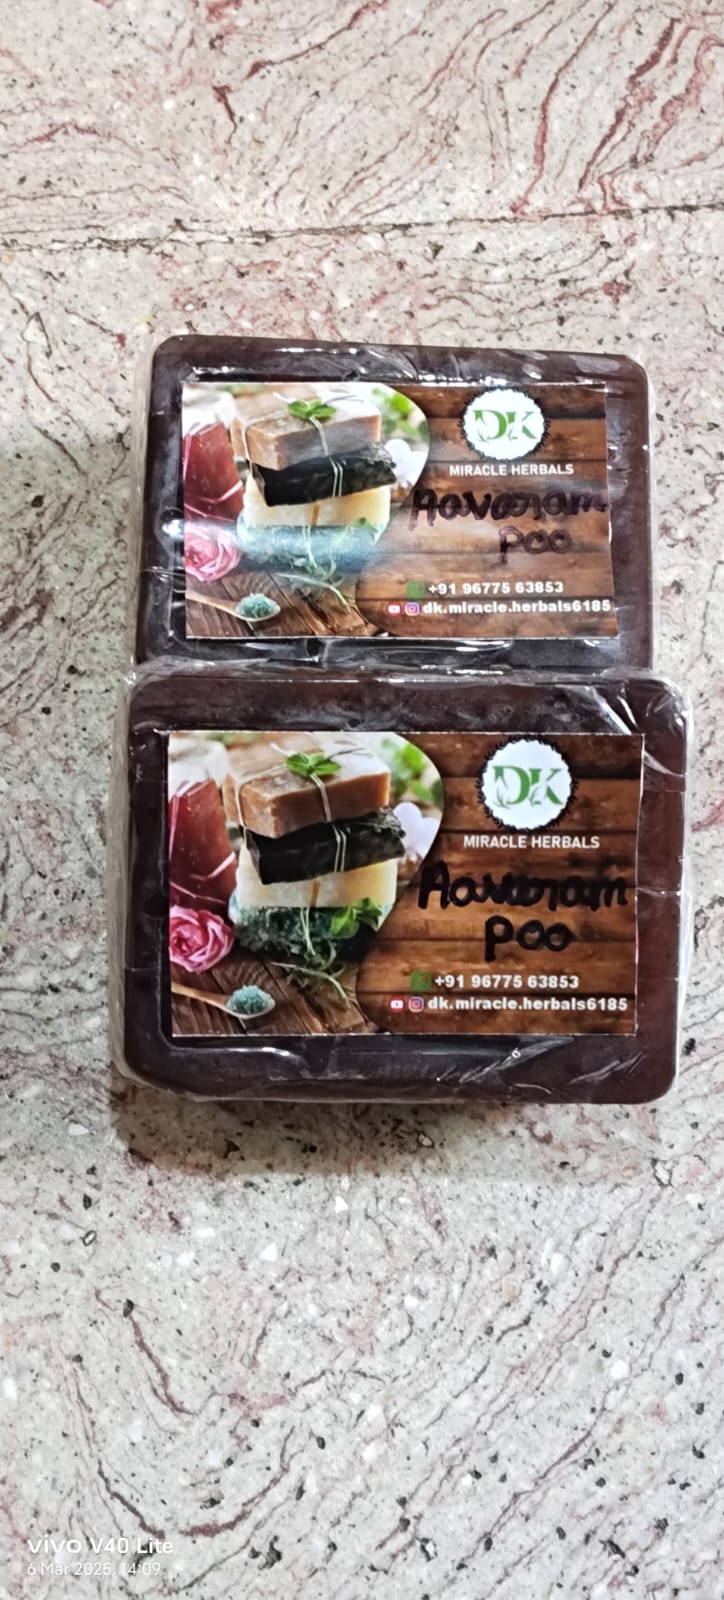 DK
MIRACLE HERBALS
Aavaram
Poo
+91 96775 63853
dk.miracle.herbals6185
DK
MIRACLE HERBALS
Aavaram
Poo
+91 96775 63853
dk.miracle.herbals6185
vivo V40 Lite
6 Mar 2025, 14:09